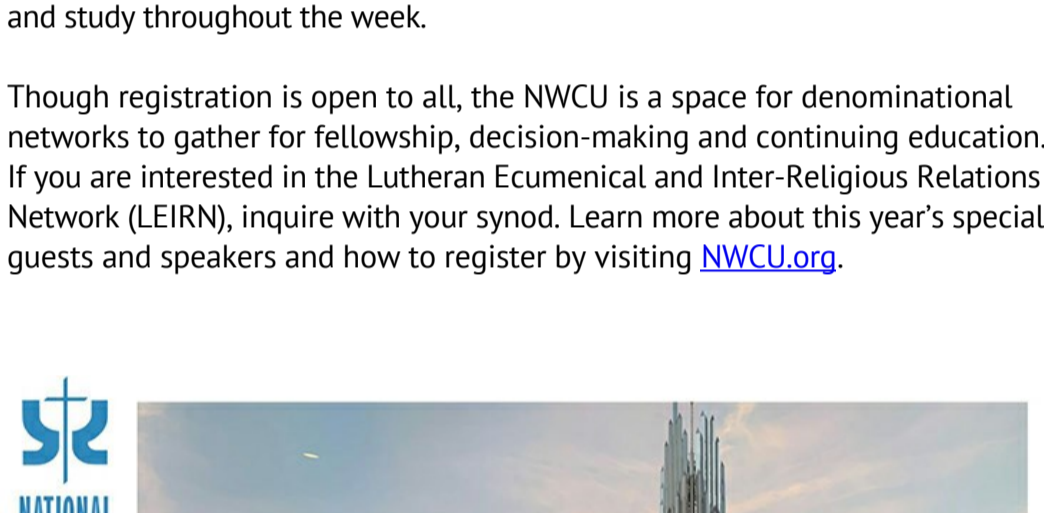 and study throughout the week.
Though registration is open to all, the NWCU is a space for denominational
networks to gather for fellowship, decision-making and continuing education.
If you are interested in the Lutheran Ecumenical and Inter-Religious Relations
Network (LEIRN), inquire with your synod. Learn more about this year’s special
guests and speakers and how to register by visiting NWCU.org.
NATIONAL